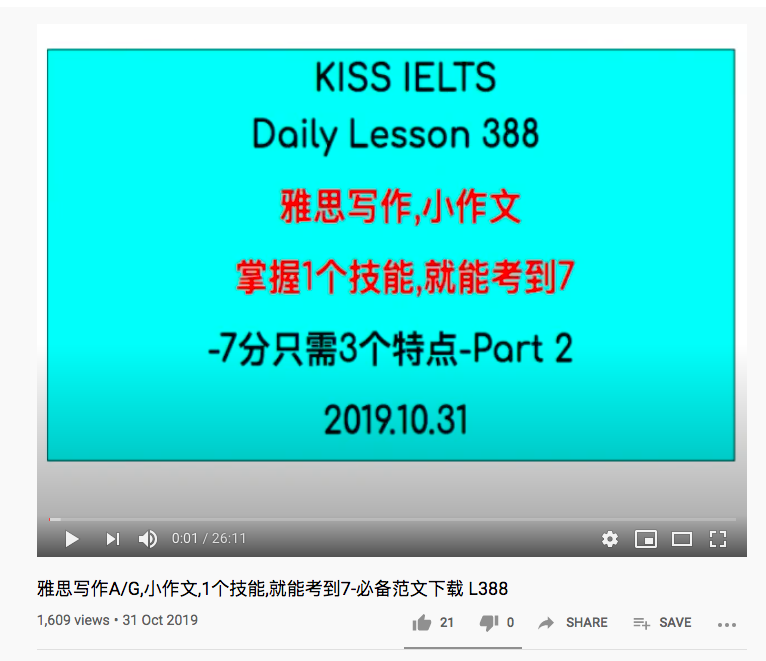 KISS IELTS
Daily Lesson 388
雅思写作,小作文
掌握1个技能,就能考到7
-7分只需3个特点-Part 2
2019.10.31
0:01 / 26:11
雅思写作A/G,小作文,1个技能,就能考到7-必备范文下载 L388
1,609 views • 31 Oct 2019
21
0
SHARE
SAVE